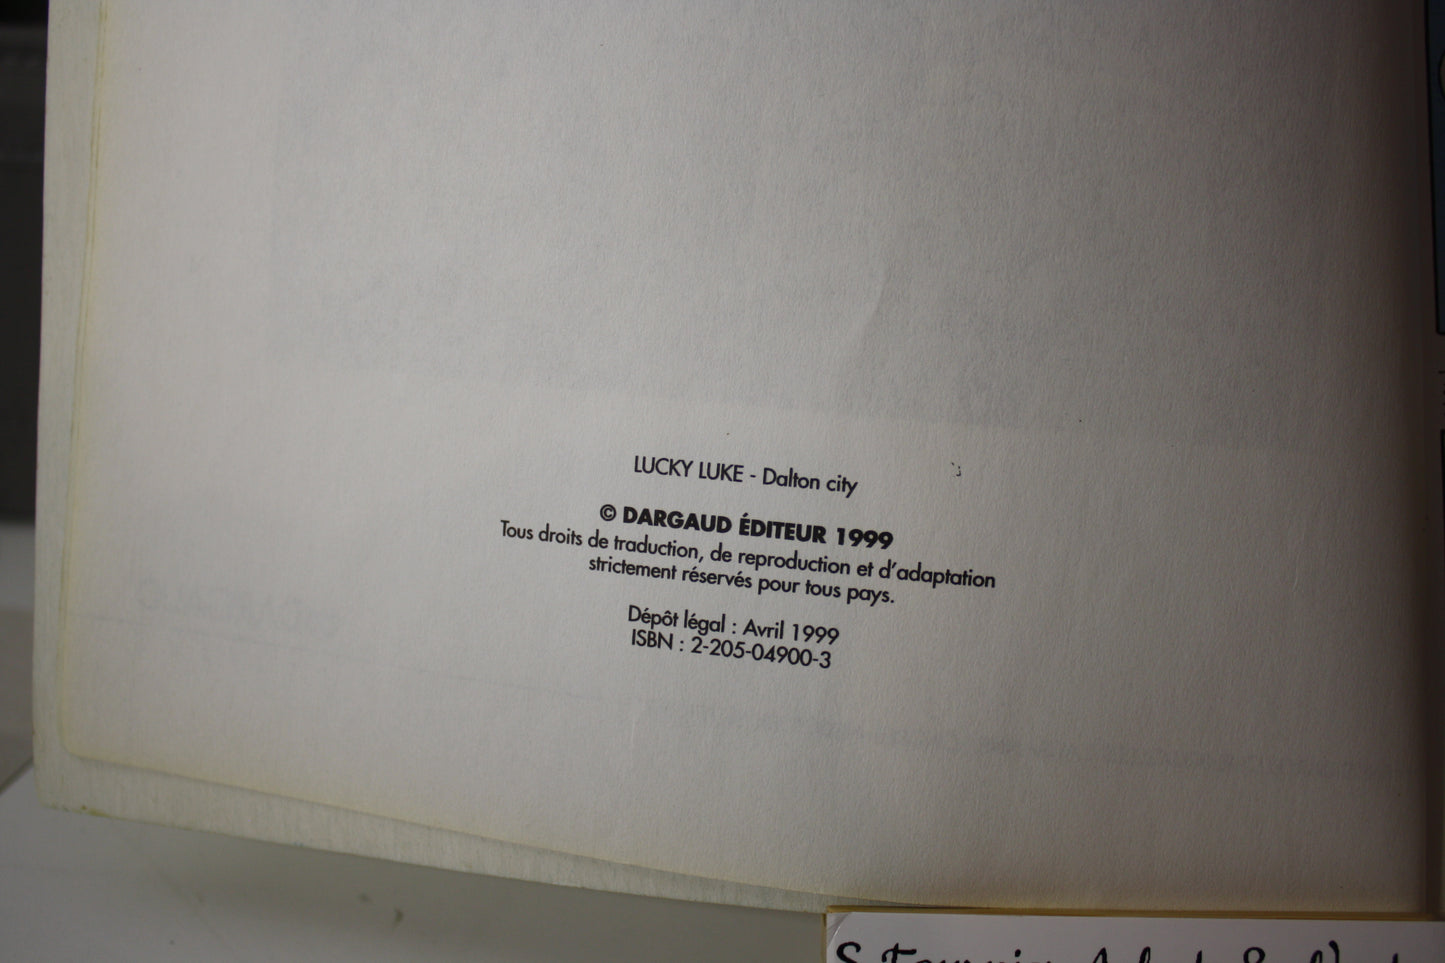 LUCKY LUKE - Dalton city
© DARGAUD ÉDITEUR 1999
Tous droits de traduction, de reproduction et d'adaptation
strictement réservés pour tous pays.
Dépôt légal : Avril 1999
ISBN : 2-205-04900-3